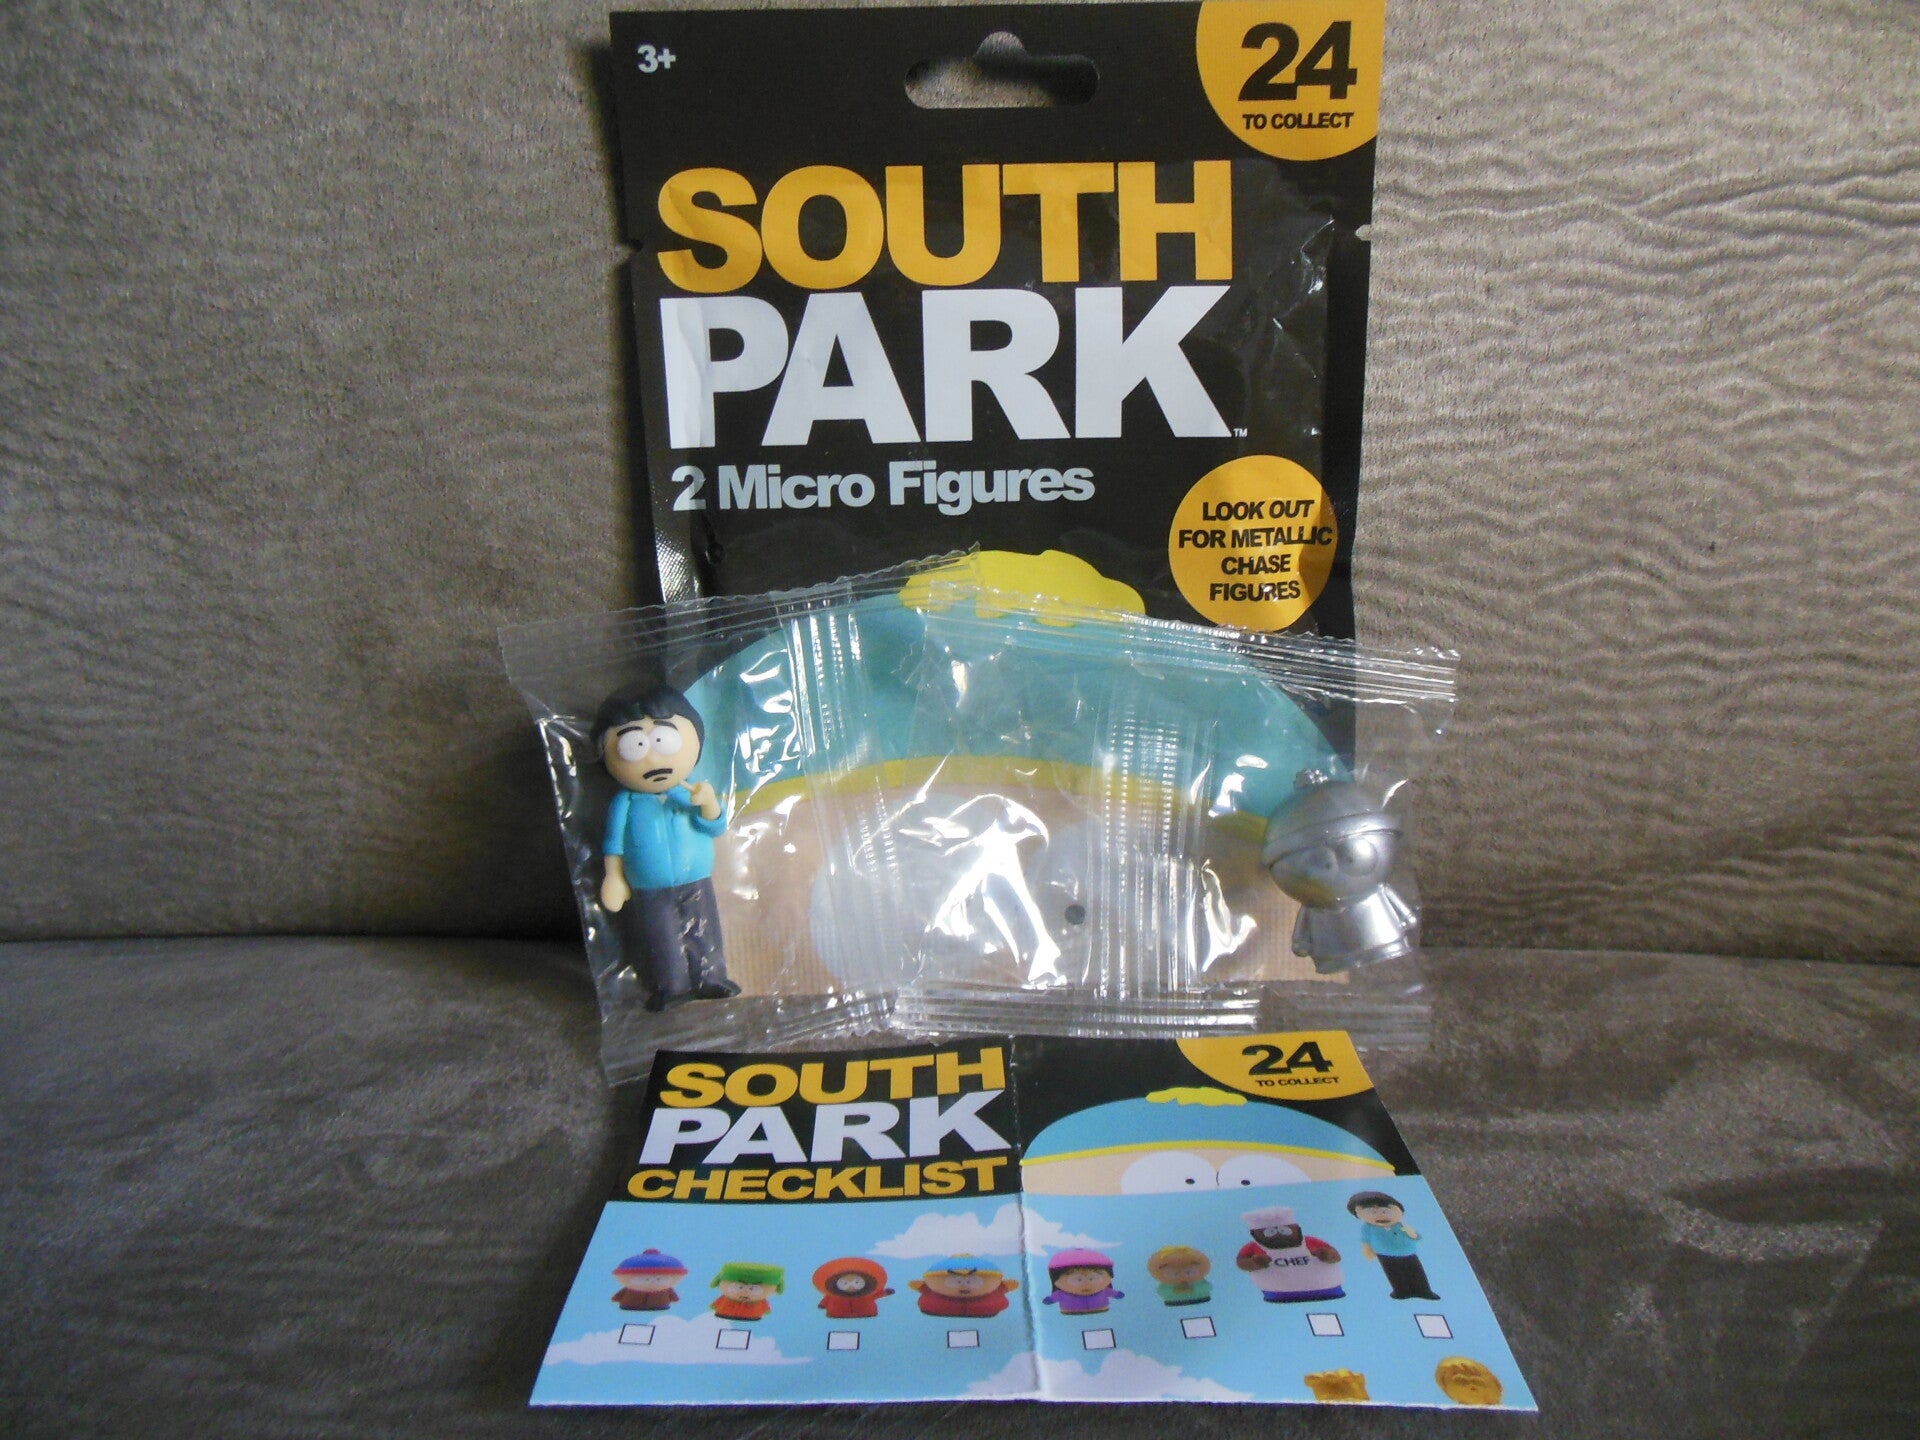 3+
24
TO COLLECT
SOUTH
PARK™
2 Micro Figures
LOOK OUT
FOR METALLIC
CHASE
FIGURES
SOUTH
PARK
CHECKLIST
24
TO COLLECT
CHEF